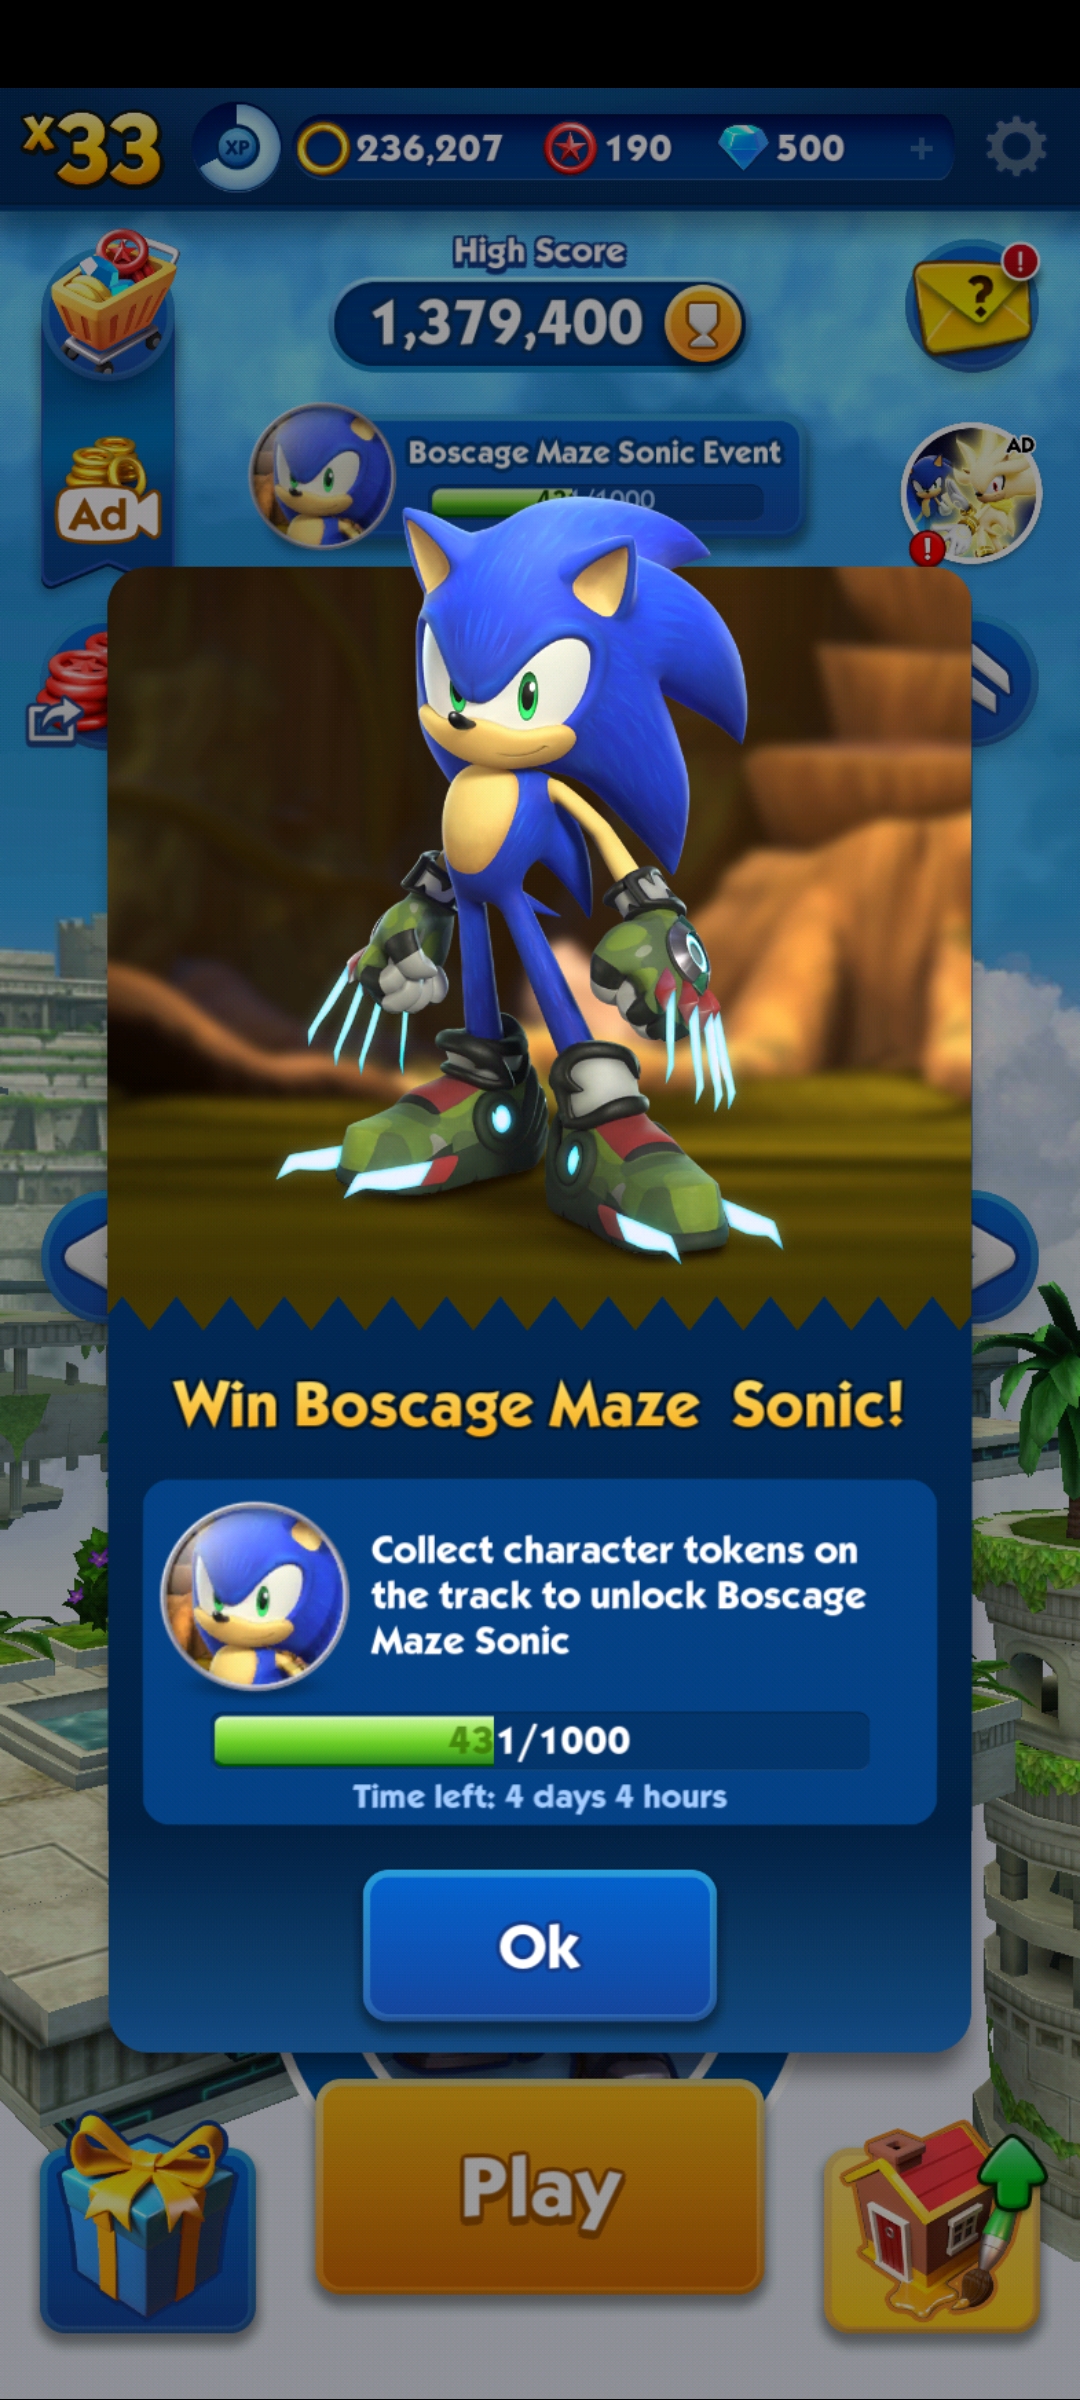 x33
XP
236,207
190
500
+
High Score
1,379,400
?
!
Boscage Maze Sonic Event
431/1000
AD
!
Ad
Win Boscage Maze  Sonic!
Collect character tokens on
the track to unlock Boscage
Maze Sonic
431/1000
Time left: 4 days 4 hours
Ok
Play